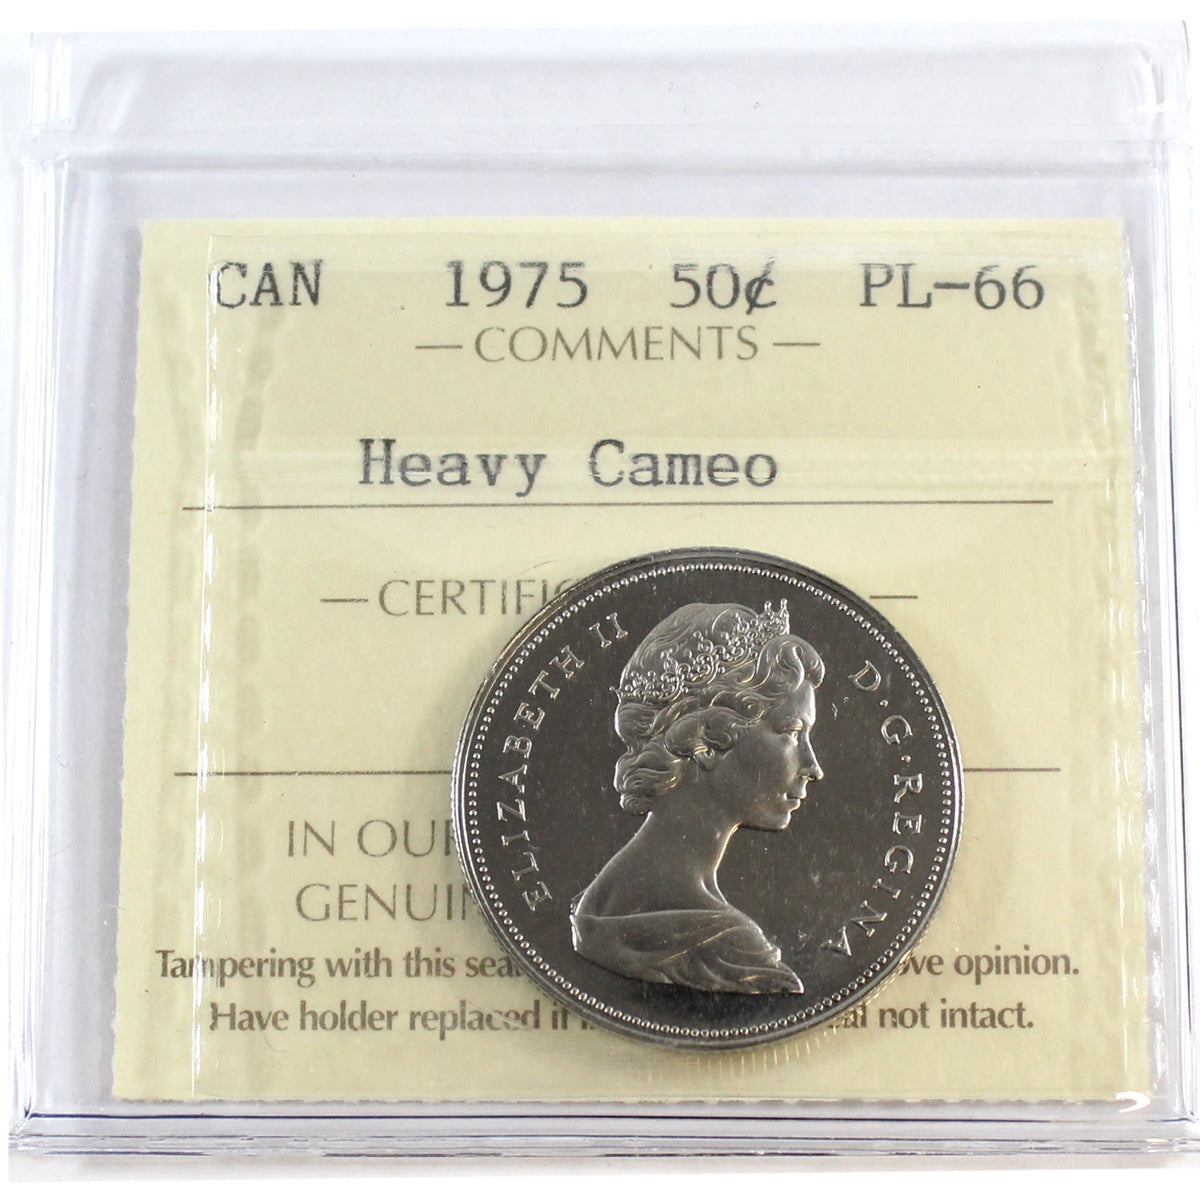 CAN 1975 50¢ PL-66
— COMMENTS —
Heavy Cameo
— CERTIFIC —
ELIZABETH II D·G·REGINA
IN OUR
GENUIN
Tampering with this sea ove opinion.
Have holder replaced if al not intact.